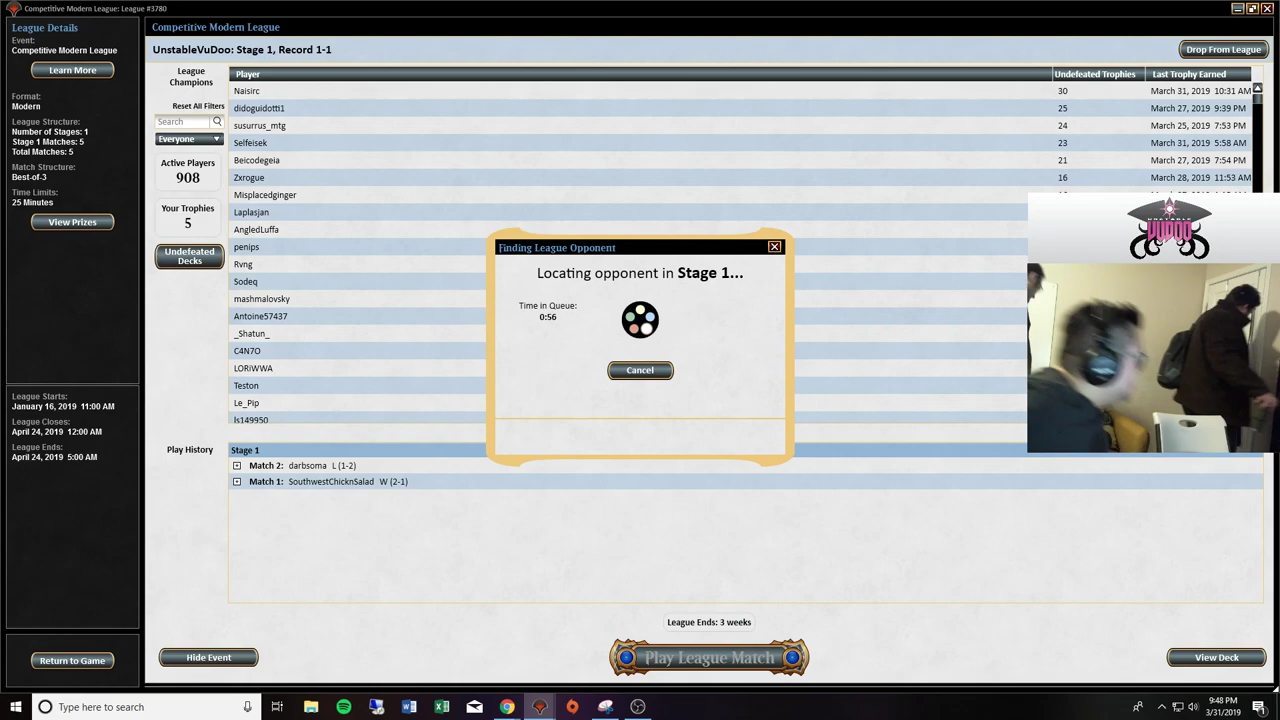 Competitive Modern League: League #3780
League Details
Event:
Competitive Modern League
Learn More
Format:
Modern
League Structure:
Number of Stages: 1
Stage 1 Matches: 5
Total Matches: 5
Match Structure:
Best-of-3
Time Limits:
25 Minutes
View Prizes
League Starts:
January 16, 2019 11:00 AM
League Closes:
April 24, 2019 12:00 AM
League Ends:
April 24, 2019 5:00 AM
Return to Game
Competitive Modern League
UnstableVuDoo: Stage 1, Record 1-1
Drop From League
League
Champions
Reset All Filters
Search
Everyone
Active Players
908
Your Trophies
5
Undefeated
Decks
Player Undefeated Trophies Last Trophy Earned
Naisirc 30 March 31, 2019 10:31 AM
didoguidotti1 25 March 27, 2019 9:39 PM
susurrus_mtg 24 March 25, 2019 7:53 PM
Selfeisek 23 March 31, 2019 5:58 AM
Beicodegeia 21 March 27, 2019 7:54 PM
Zxrogue 16 March 28, 2019 11:53 AM
Misplacedginger
Laplasjan
AngledLuffa
penips
Rvng
Sodeq
mashmalovsky
Antoine57437
_Shatun_
C4N7O
LORiWWA
Teston
Le_Pip
ls149950
Finding League Opponent
Locating opponent in Stage 1...
Time in Queue:
0:56
Cancel
UNSTABLE
VUDOO
Play History
Stage 1
Match 2: darbsoma L (1-2)
Match 1: SouthwestChicknSalad W (2-1)
League Ends: 3 weeks
Hide Event
Play League Match
View Deck
Type here to search
9:48 PM
3/31/2019